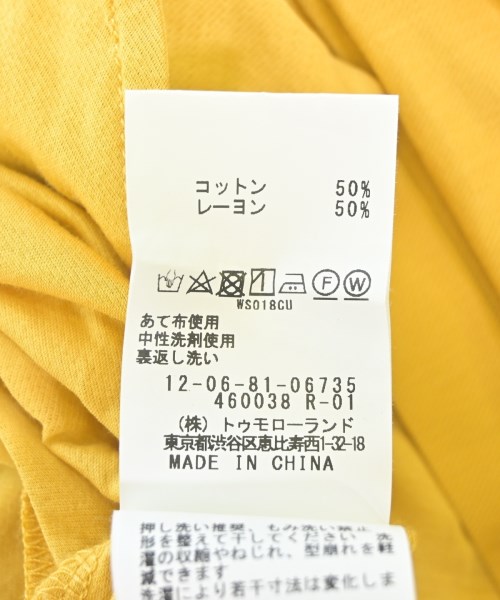 コットン 50%
レーヨン 50%
F W
WS018CU
あて布使用
中性洗剤使用
裏返し洗い
12-06-81-06735
460038 R-01
(株) トゥモローランド
東京都渋谷区恵比寿西1-32-18
MADE IN CHINA
押し洗い推奨、もみ洗い禁止
形を整えて干してください。洗
濯の収縮やねじれ、型崩れを軽
減できます
洗濯により若干寸法は変化しま